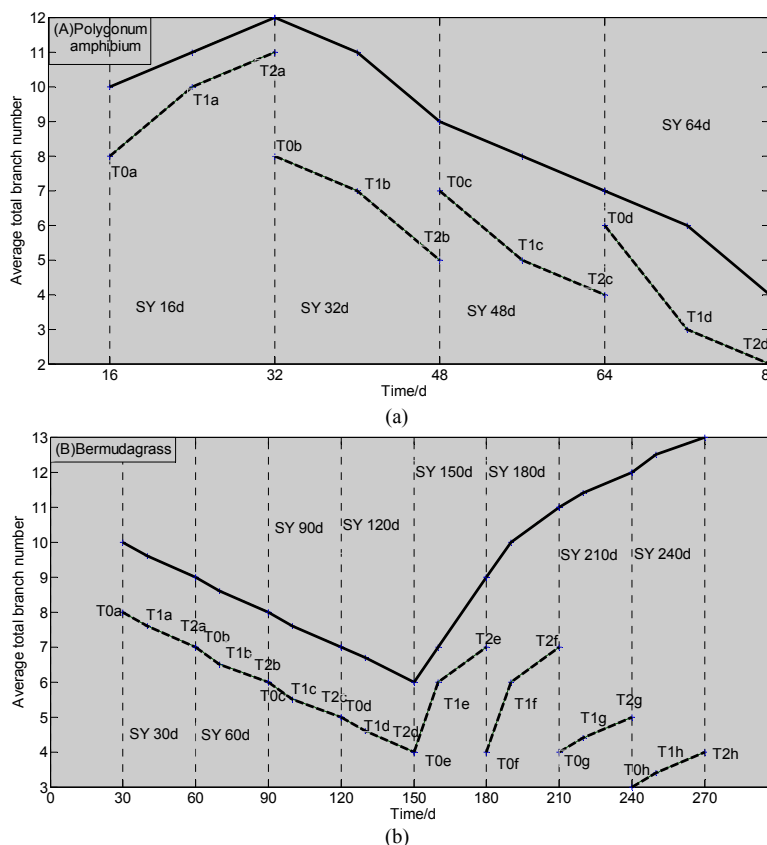 (A)Polygonum
amphibium
Average total branch number
12
11
10
9
8
7
6
5
4
3
2
T0a
T1a
T2a
T0b
T1b
T2b
T0c
T1c
T2c
T0d
T1d
T2d
SY 16d
SY 32d
SY 48d
SY 64d
16
32
48
64
8
Time/d
(a)
(B)Bermudagrass
Average total branch number
13
12
11
10
9
8
7
6
5
4
3
SY 30d
SY 60d
SY 90d
SY 120d
SY 150d
SY 180d
SY 210d
SY 240d
T0a
T1a
T2a
T0b
T1b
T2b
T0c
T1c
T2c
T0d
T1d
T2d
T0e
T1e
T2e
T0f
T1f
T2f
T0g
T1g
T2g
T0h
T1h
T2h
0
30
60
90
120
150
180
210
240
270
Time/d
(b)